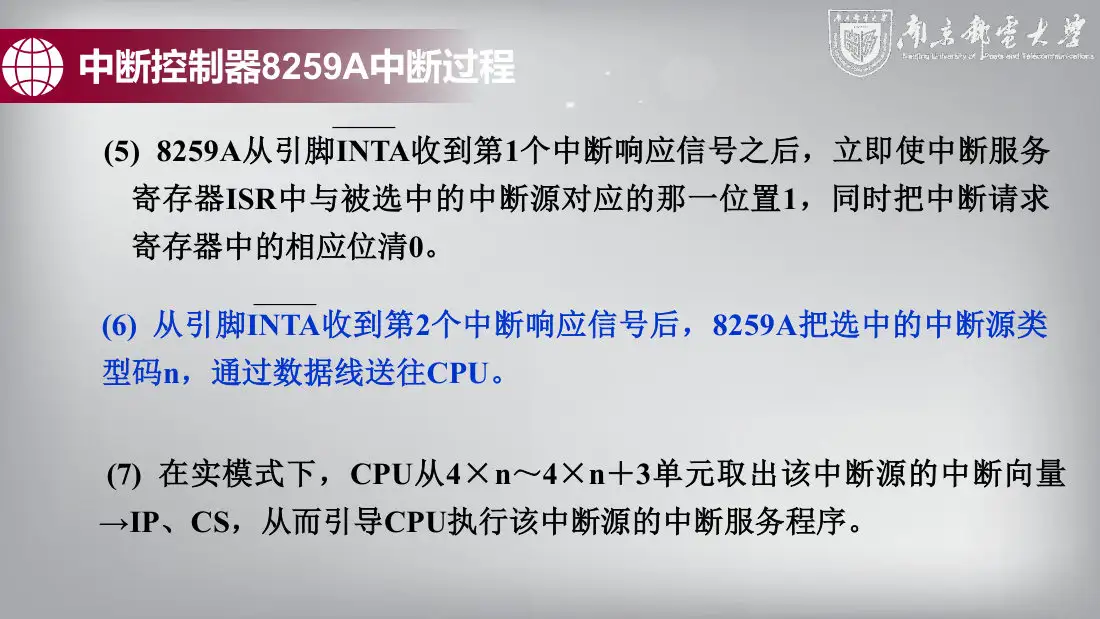 南京邮电大学
Nanjing University of Posts and Telecommunications
中断控制器8259A中断过程
(5) 8259A从引脚INTA收到第1个中断响应信号之后，立即使中断服务
寄存器ISR中与被选中的中断源对应的那一位置1，同时把中断请求
寄存器中的相应位清0。
(6) 从引脚INTA收到第2个中断响应信号后，8259A把选中的中断源类
型码n，通过数据线送往CPU。
(7) 在实模式下，CPU从4×n～4×n＋3单元取出该中断源的中断向量
→IP、CS，从而引导CPU执行该中断源的中断服务程序。